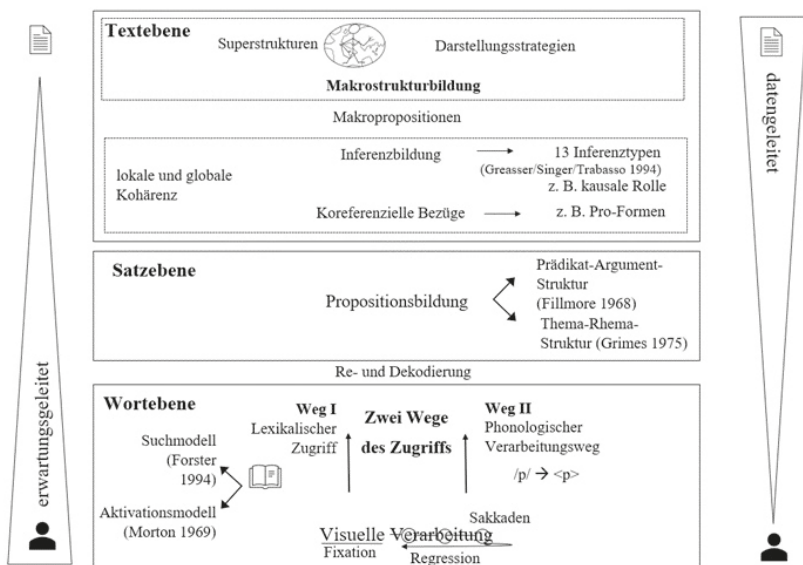 Textebene
Superstrukturen
Darstellungsstrategien
Makrostrukturbildung
Makropropositionen
lokale und globale
Kohärenz
Inferenzbildung
13 Inferenztypen
(Greasser/Singer/Trabasso 1994)
z. B. kausale Rolle
Koreferenzielle Bezüge
z. B. Pro-Formen
Satzebene
Propositionsbildung
Prädikat-Argument-
Struktur
(Fillmore 1968)
Thema-Rhema-
Struktur (Grimes 1975)
Re- und Dekodierung
Wortebene
Suchmodell
(Forster
1994)
Aktivationsmodell
(Morton 1969)
Weg I
Lexikalischer
Zugriff
Zwei Wege
des Zugriffs
Weg II
Phonologischer
Verarbeitungsweg
/p/ → <p>
Sakkaden
Visuelle Verarbeitung
Fixation
Regression
erwartungsgeleitet
datengeleitet